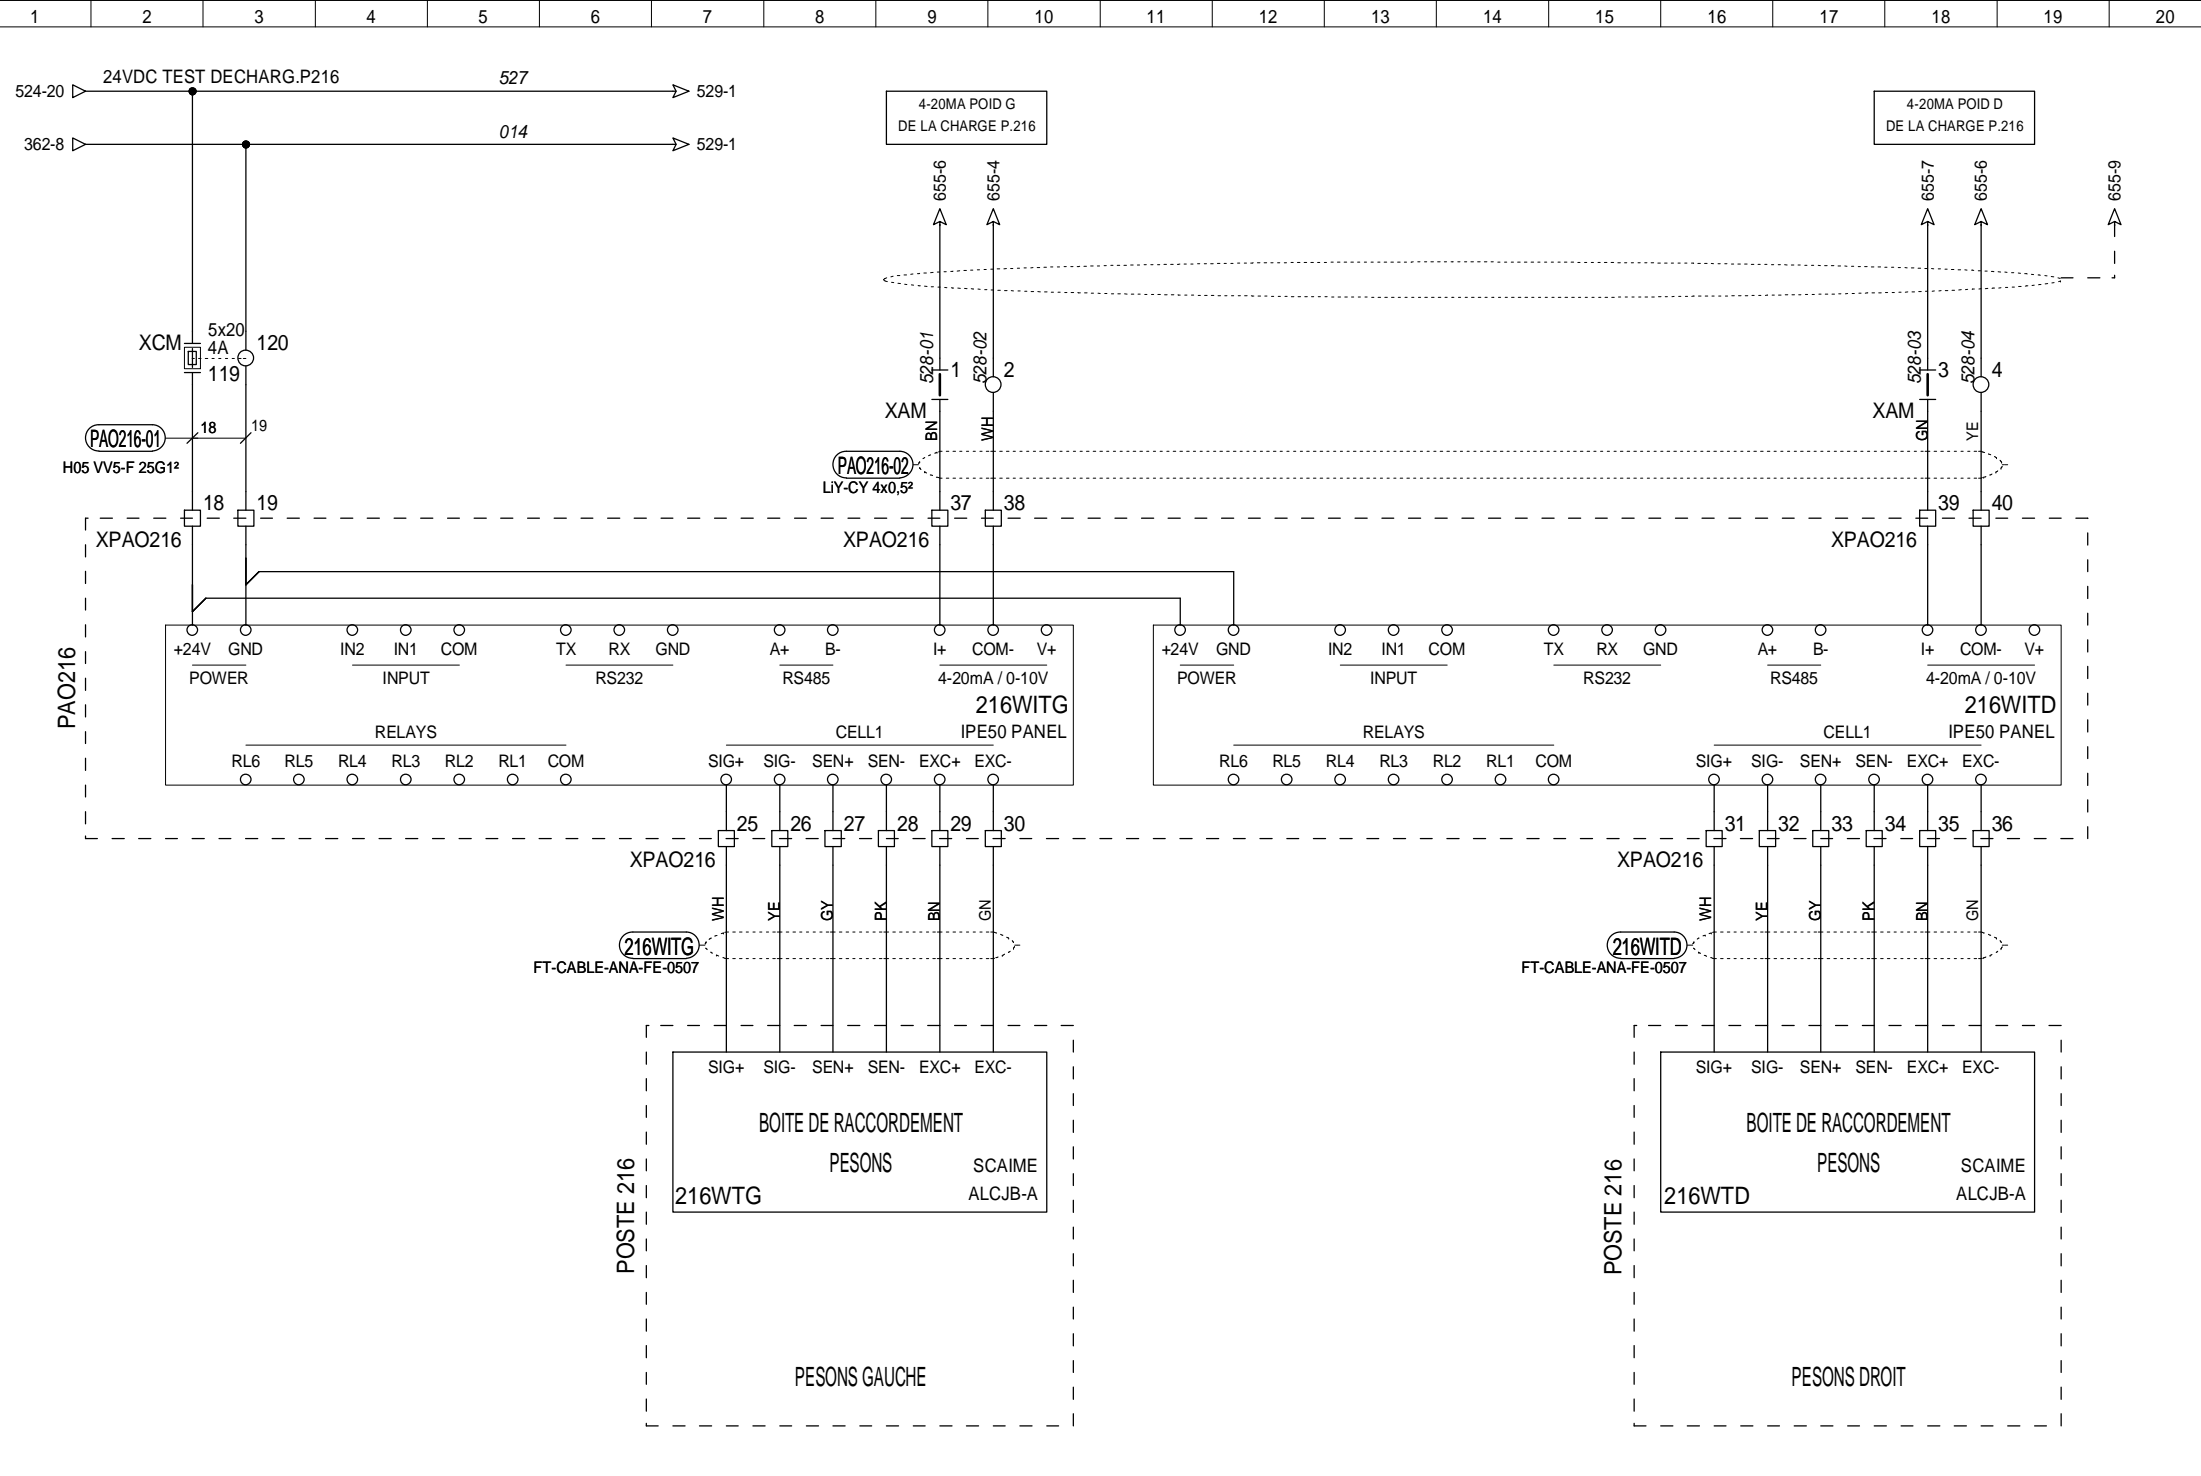 1 2 3 4 5 6 7 8 9 10 11 12 13 14 15 16 17 18 19 20
24VDC TEST DECHARG.P216 527
524-20 529-1
014
362-8 529-1
4-20MA POID G
DE LA CHARGE P.216
4-20MA POID D
DE LA CHARGE P.216
655-6 655-4 655-7 655-6 655-9
528-01 528-02 528-03 528-04
XCM 5x20 120
4A
119
1 2 3 4
XAM XAM
BN WH GN YE
PAO216-01 18 19
H05 VV5-F 25G1²
PAO216-02
LiY-CY 4x0,5²
18 19 37 38 39 40
XPAO216 XPAO216 XPAO216
PAO216
+24V GND IN2 IN1 COM TX RX GND A+ B- I+ COM- V+
POWER INPUT RS232 RS485 4-20mA / 0-10V
216WITG
RELAYS CELL1 IPE50 PANEL
RL6 RL5 RL4 RL3 RL2 RL1 COM SIG+ SIG- SEN+ SEN- EXC+ EXC-
+24V GND IN2 IN1 COM TX RX GND A+ B- I+ COM- V+
POWER INPUT RS232 RS485 4-20mA / 0-10V
216WITD
RELAYS CELL1 IPE50 PANEL
RL6 RL5 RL4 RL3 RL2 RL1 COM SIG+ SIG- SEN+ SEN- EXC+ EXC-
25 26 27 28 29 30
XPAO216
31 32 33 34 35 36
XPAO216
WH YE GY PK BN GN
216WITG
FT-CABLE-ANA-FE-0507
WH YE GY PK BN GN
216WITD
FT-CABLE-ANA-FE-0507
POSTE 216
SIG+ SIG- SEN+ SEN- EXC+ EXC-
BOITE DE RACCORDEMENT
PESONS SCAIME
216WTG ALCJB-A
PESONS GAUCHE
POSTE 216
SIG+ SIG- SEN+ SEN- EXC+ EXC-
BOITE DE RACCORDEMENT
PESONS SCAIME
216WTD ALCJB-A
PESONS DROIT